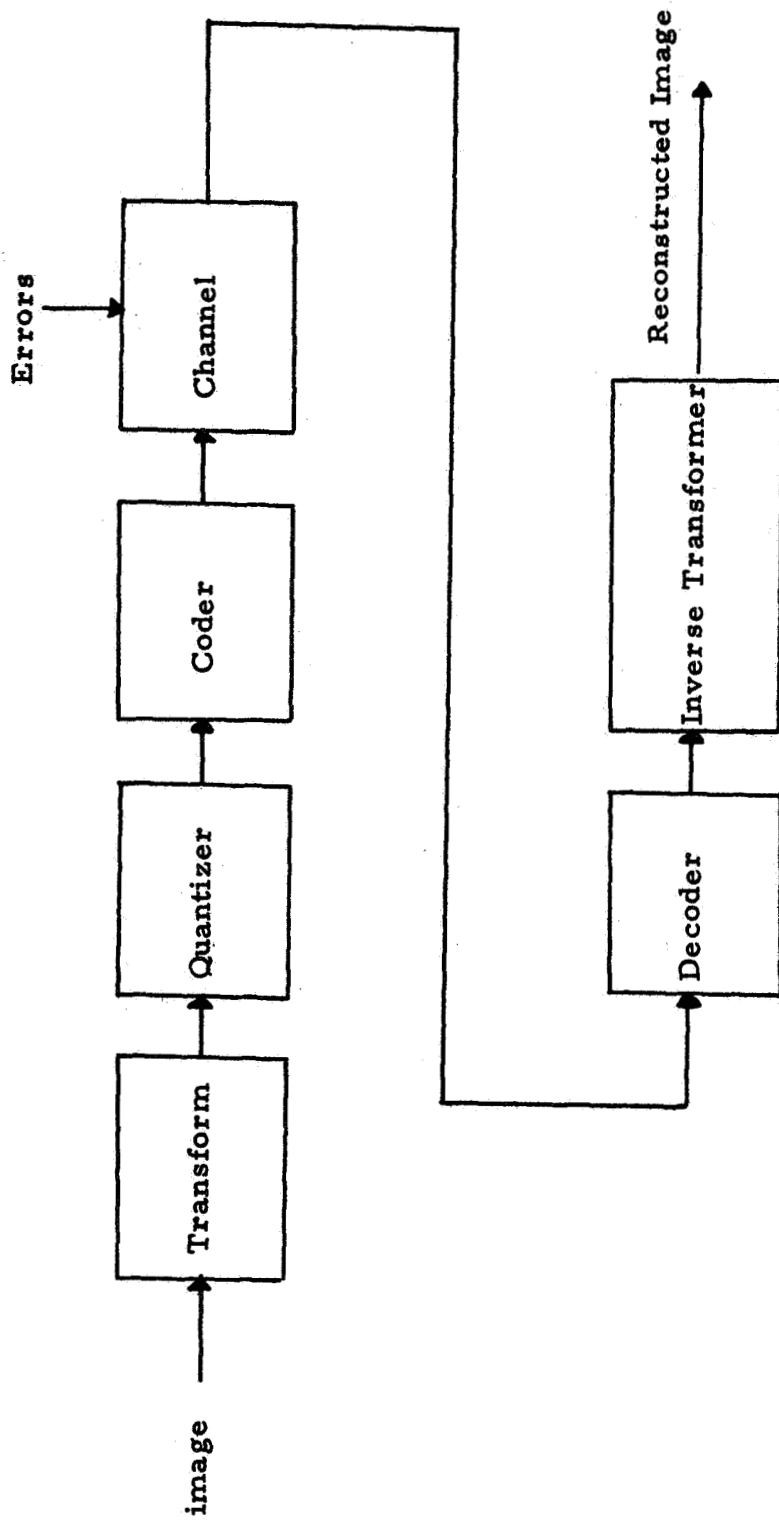 Errors
image
Transform
Quantizer
Coder
Channel
Decoder
Inverse Transformer
Reconstructed Image